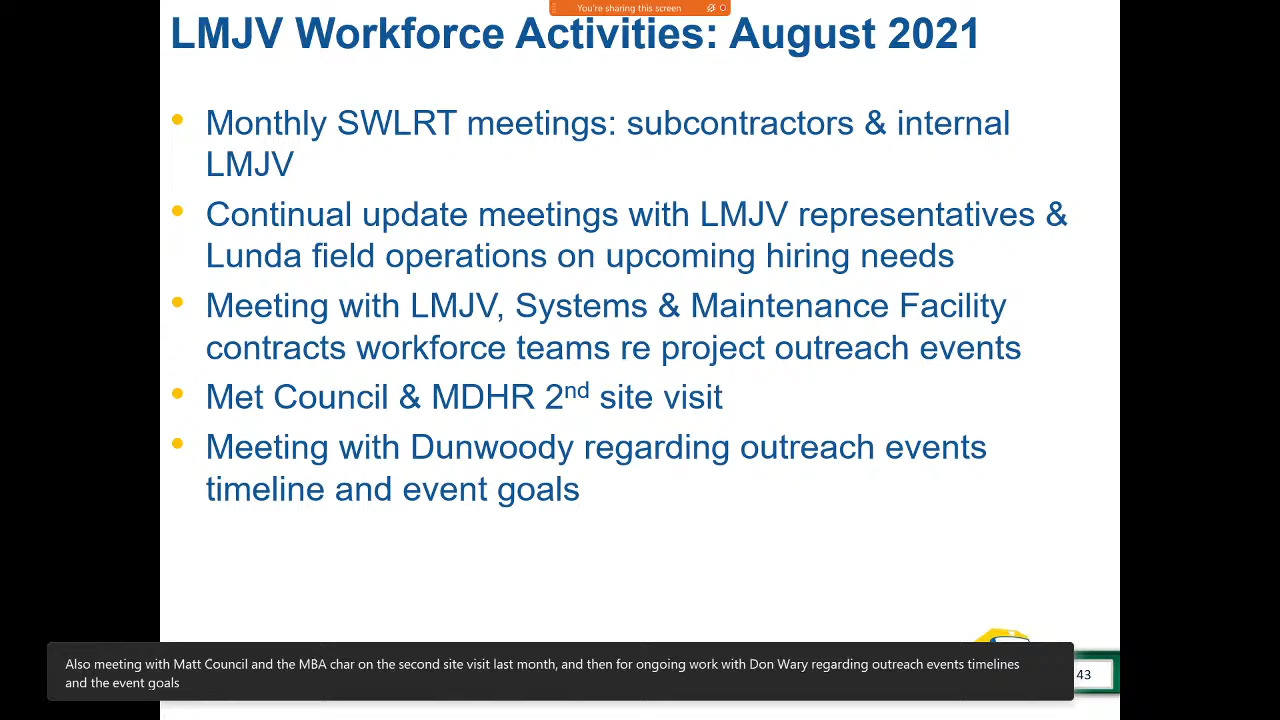 You're sharing this screen
LMJV Workforce Activities: August 2021
• Monthly SWLRT meetings: subcontractors & internal
LMJV
• Continual update meetings with LMJV representatives &
Lunda field operations on upcoming hiring needs
• Meeting with LMJV, Systems & Maintenance Facility
contracts workforce teams re project outreach events
• Met Council & MDHR 2nd site visit
• Meeting with Dunwoody regarding outreach events
timeline and event goals
Also meeting with Matt Council and the MBA char on the second site visit last month, and then for ongoing work with Don Wary regarding outreach events timelines
and the event goals
43